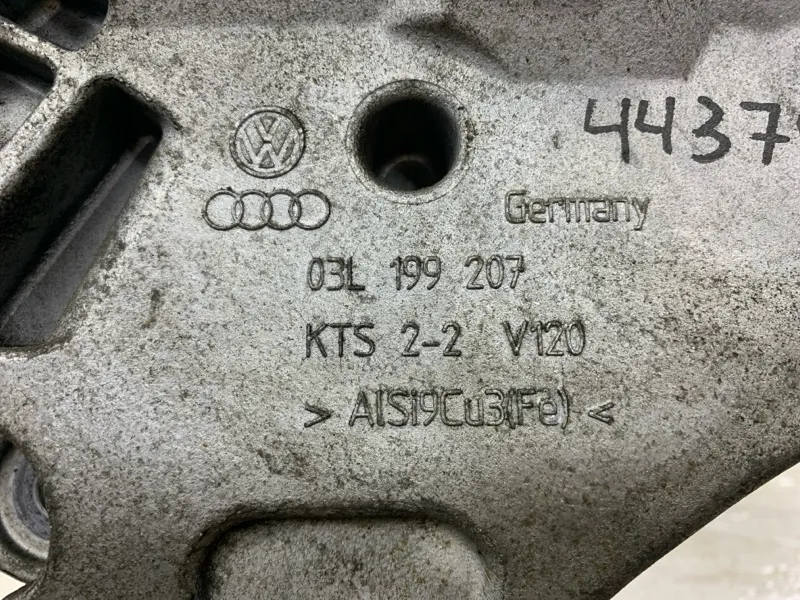 4437
Germany
03L 199 207
KTS 2-2 V120
> AlSi9Cu3(Fe) <